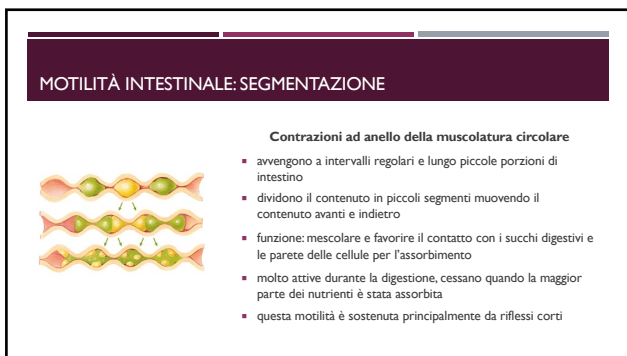 MOTILITÀ INTESTINALE: SEGMENTAZIONE
Contrazioni ad anello della muscolatura circolare
▪ avvengono a intervalli regolari e lungo piccole porzioni di
intestino
▪ dividono il contenuto in piccoli segmenti muovendo il
contenuto avanti e indietro
▪ funzione: mescolare e favorire il contatto con i succhi digestivi e
le parete delle cellule per l'assorbimento
▪ molto attive durante la digestione, cessano quando la maggior
parte dei nutrienti è stata assorbita
▪ questa motilità è sostenuta principalmente da riflessi corti